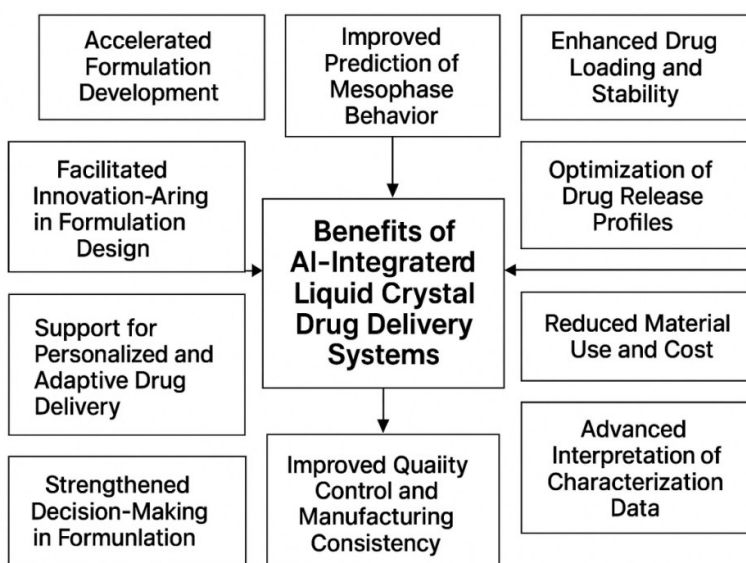 Accelerated
Formulation
Development
Improved
Prediction of
Mesophase
Behavior
Enhanced Drug
Loading and
Stability
Facilitated
Innovation-Aring
in Formulation
Design
Benefits of
AI-Integraterd
Liquid Crystal
Drug Delivery
Systems
Optimization of
Drug Release
Profiles
Support for
Personalized and
Adaptive Drug
Delivery
Reduced Material
Use and Cost
Strengthened
Decision-Making
in Formunlation
Improved Quaiity
Control and
Manufacturing
Consistency
Advanced
Interpretation of
Characterization
Data